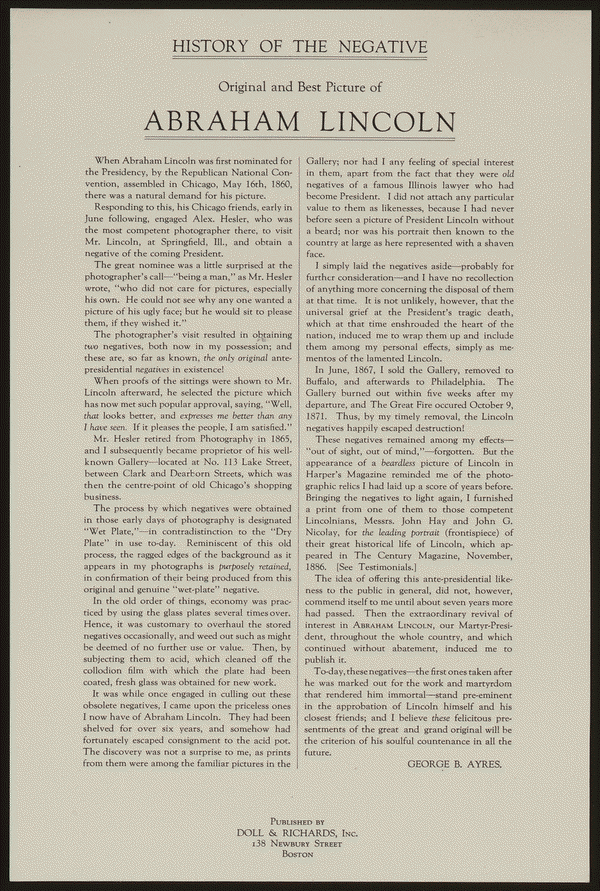 HISTORY OF THE NEGATIVE
Original and Best Picture of
ABRAHAM LINCOLN
When Abraham Lincoln was first nominated for
the Presidency, by the Republican National Con-
vention, assembled in Chicago, May 16th, 1860,
there was a natural demand for his picture.
Responding to this, his Chicago friends, early in
June following, engaged Alex. Hesler, who was
the most competent photographer there, to visit
Mr. Lincoln, at Springfield, Ill., and obtain a
negative of the coming President.
The great nominee was a little surprised at the
photographer's call—"being a man," as Mr. Hesler
wrote, "who did not care for pictures, especially
his own. He could not see why any one wanted a
picture of his ugly face; but he would sit to please
them, if they wished it."
The photographer's visit resulted in obtaining
two negatives, both now in my possession; and
these are, so far as known, the only original ante-
presidential negatives in existence!
When proofs of the sittings were shown to Mr.
Lincoln afterward, he selected the picture which
has now met such popular approval, saying, "Well,
that looks better, and expresses me better than any
I have seen. If it pleases the people, I am satisfied."
Mr. Hesler retired from Photography in 1865,
and I subsequently became proprietor of his well-
known Gallery—located at No. 113 Lake Street,
between Clark and Dearborn Streets, which was
then the centre-point of old Chicago's shopping
business.
The process by which negatives were obtained
in those early days of photography is designated
"Wet Plate,"—in contradistinction to the "Dry
Plate" in use to-day. Reminiscent of this old
process, the ragged edges of the background as it
appears in my photographs is purposely retained,
in confirmation of their being produced from this
original and genuine "wet-plate" negative.
In the old order of things, economy was prac-
ticed by using the glass plates several times over.
Hence, it was customary to overhaul the stored
negatives occasionally, and weed out such as might
be deemed of no further use or value. Then, by
subjecting them to acid, which cleaned off the
collodion film with which the plate had been
coated, fresh glass was obtained for new work.
It was while once engaged in culling out these
obsolete negatives, I came upon the priceless ones
I now have of Abraham Lincoln. They had been
shelved for over six years, and somehow had
fortunately escaped consignment to the acid pot.
The discovery was not a surprise to me, as prints
from them were among the familiar pictures in the
Gallery; nor had I any feeling of special interest
in them, apart from the fact that they were old
negatives of a famous Illinois lawyer who had
become President. I did not attach any particular
value to them as likenesses, because I had never
before seen a picture of President Lincoln without
a beard; nor was his portrait then known to the
country at large as here represented with a shaven
face.
I simply laid the negatives aside—probably for
further consideration—and I have no recollection
of anything more concerning the disposal of them
at that time. It is not unlikely, however, that the
universal grief at the President's tragic death,
which at that time enshrouded the heart of the
nation, induced me to wrap them up and include
them among my personal effects, simply as me-
mentos of the lamented Lincoln.
In June, 1867, I sold the Gallery, removed to
Buffalo, and afterwards to Philadelphia. The
Gallery burned out within five weeks after my
departure, and The Great Fire occured October 9,
1871. Thus, by my timely removal, the Lincoln
negatives happily escaped destruction!
These negatives remained among my effects—
"out of sight, out of mind,"—forgotten. But the
appearance of a beardless picture of Lincoln in
Harper's Magazine reminded me of the photo-
graphic relics I had laid up a score of years before.
Bringing the negatives to light again, I furnished
a print from one of them to those competent
Lincolnians, Messrs. John Hay and John G.
Nicolay, for the leading portrait (frontispiece) of
their great historical life of Lincoln, which ap-
peared in The Century Magazine, November,
1886. [See Testimonials.]
The idea of offering this ante-presidential like-
ness to the public in general, did not, however,
commend itself to me until about seven years more
had passed. Then the extraordinary revival of
interest in ABRAHAM LINCOLN, our Martyr-Presi-
dent, throughout the whole country, and which
continued without abatement, induced me to
publish it.
To-day, these negatives—the first ones taken after
he was marked out for the work and martyrdom
that rendered him immortal—stand pre-eminent
in the approbation of Lincoln himself and his
closest friends; and I believe these felicitous pre-
sentments of the great and grand original will be
the criterion of his soulful countenance in all the
future.
GEORGE B. AYRES.
PUBLISHED BY
DOLL & RICHARDS, INC.
138 NEWBURY STREET
BOSTON